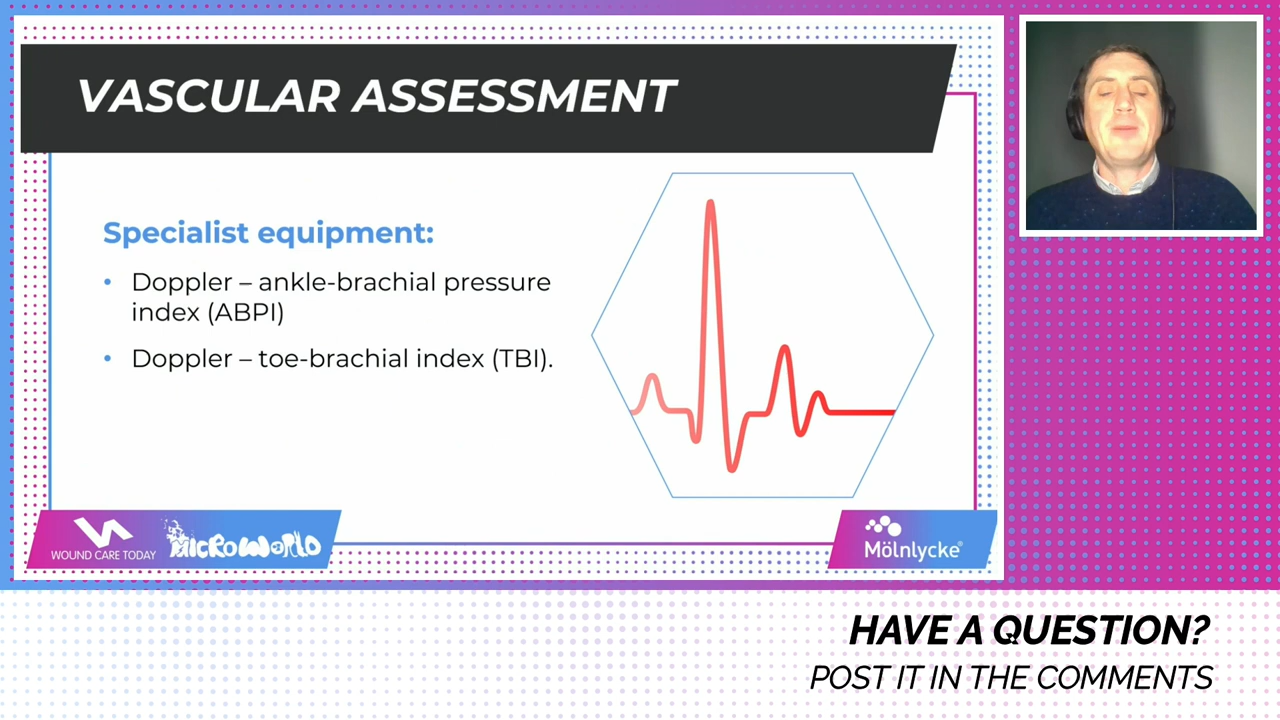 VASCULAR ASSESSMENT
Specialist equipment:
• Doppler – ankle-brachial pressure
index (ABPI)
• Doppler – toe-brachial index (TBI).
WOUND CARE TODAY
MICROWORLD
Mölnlycke®
HAVE A QUESTION?
POST IT IN THE COMMENTS